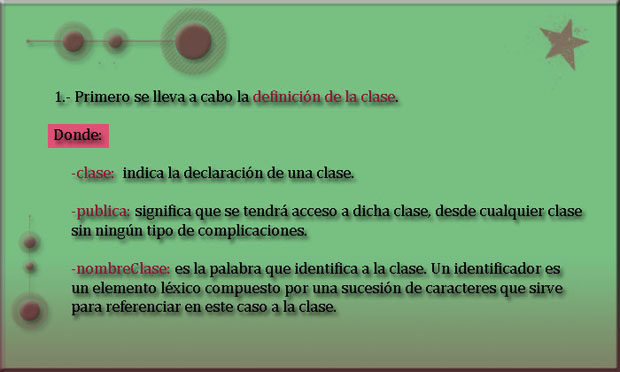 1.- Primero se lleva a cabo la definición de la clase.
Donde:
-clase: indica la declaración de una clase.
-publica: significa que se tendrá acceso a dicha clase, desde cualquier clase
sin ningún tipo de complicaciones.
-nombreClase: es la palabra que identifica a la clase. Un identificador es
un elemento léxico compuesto por una sucesión de caracteres que sirve
para referenciar en este caso a la clase.